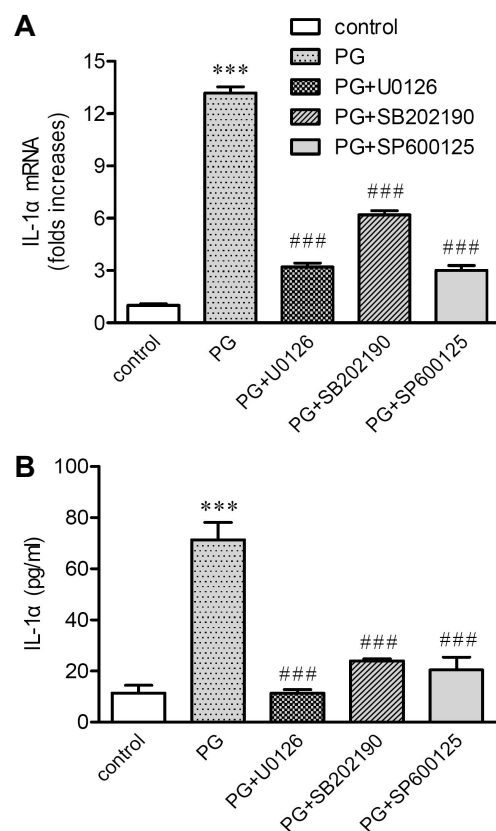 A
control
PG
PG+U0126
PG+SB202190
PG+SP600125
IL-1α mRNA
(folds increases)
15
12
9
6
3
0
***
###
###
###
control
PG
PG+U0126
PG+SB202190
PG+SP600125
B
IL-1α (pg/ml)
100
80
60
40
20
0
***
###
###
###
control
PG
PG+U0126
PG+SB202190
PG+SP600125